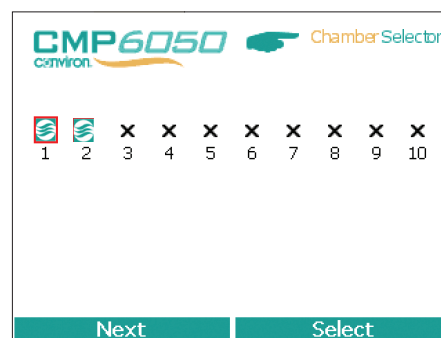 CMP6050
conviron.
Chamber Selector
1 2 3 4 5 6 7 8 9 10
Next Select